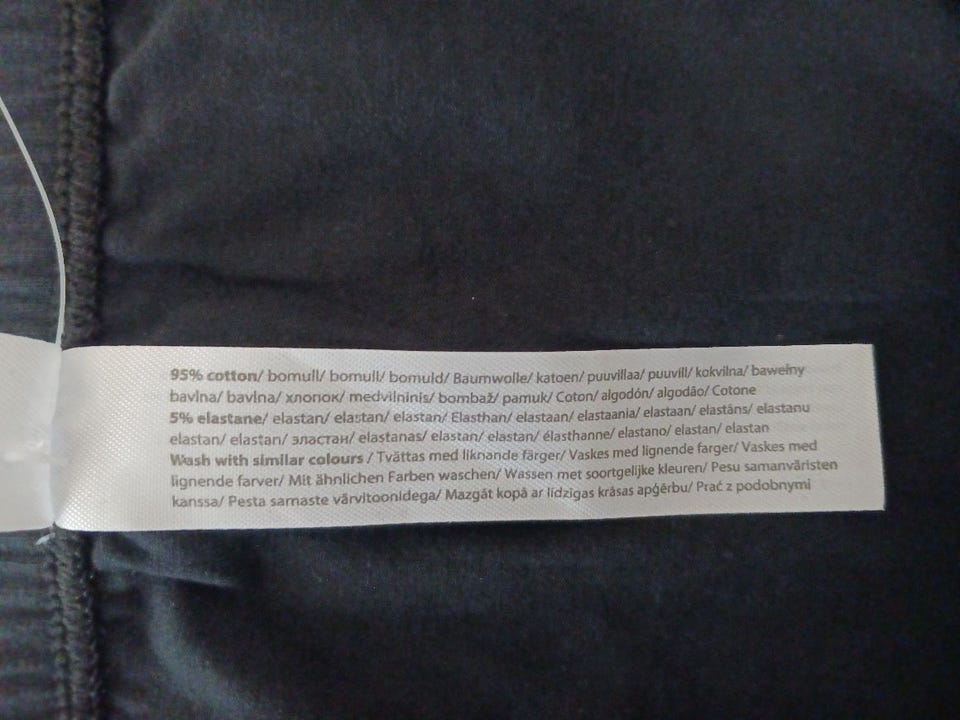 95% cotton/ bomull/ bomull/ bomuld/ Baumwolle/ katoen/ puuvillaa/ puuvill/ kokvilna/ bawełny
bavlna/ bavlna/ хлопок/ medvilninis/ bombaž/ pamuk/ Coton/ algodón/ algodão/ Cotone
5% elastane/ elastan/ elastan/ elastan/ Elasthan/ elastaan/ elastaania/ elastaan/ elastāns/ elastanu
elastan/ elastan/ эластан/ elastanas/ elastan/ elastan/ élasthanne/ elastano/ elastan/ elastan
Wash with similar colours / Tvättas med liknande färger/ Vaskes med lignende farger/ Vaskes med
lignende farver/ Mit ähnlichen Farben waschen/ Wassen met soortgelijke kleuren/ Pesu samanväristen
kanssa/ Pesta samaste värvitoonidega/ Mazgāt kopā ar līdzīgas krāsas apģērbu/ Prać z podobnymi